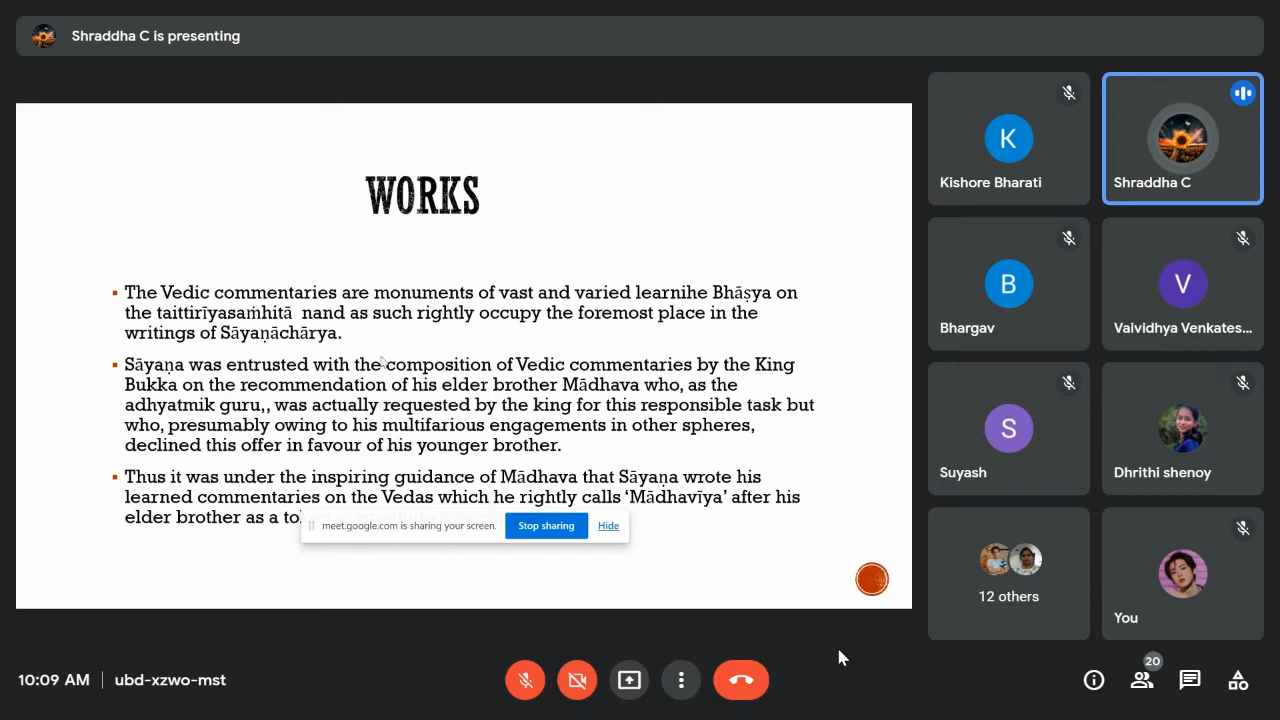 Shraddha C is presenting
WORKS
▪ The Vedic commentaries are monuments of vast and varied learnihe Bhāṣya on
the taittirīyasaṁhitā nand as such rightly occupy the foremost place in the
writings of Sāyaṇāchārya.
▪ Sāyaṇa was entrusted with the composition of Vedic commentaries by the King
Bukka on the recommendation of his elder brother Mādhava who, as the
adhyatmik guru,, was actually requested by the king for this responsible task but
who, presumably owing to his multifarious engagements in other spheres,
declined this offer in favour of his younger brother.
▪ Thus it was under the inspiring guidance of Mādhava that Sāyaṇa wrote his
learned commentaries on the Vedas which he rightly calls ‘Mādhavīya’ after his
elder brother as a
meet.google.com is sharing your screen.
Stop sharing
Hide
K
Kishore Bharati
Shraddha C
B
Bhargav
V
Vaividhya Venkates...
S
Suyash
Dhrithi shenoy
12 others
You
10:09 AM | ubd-xzwo-mst
20